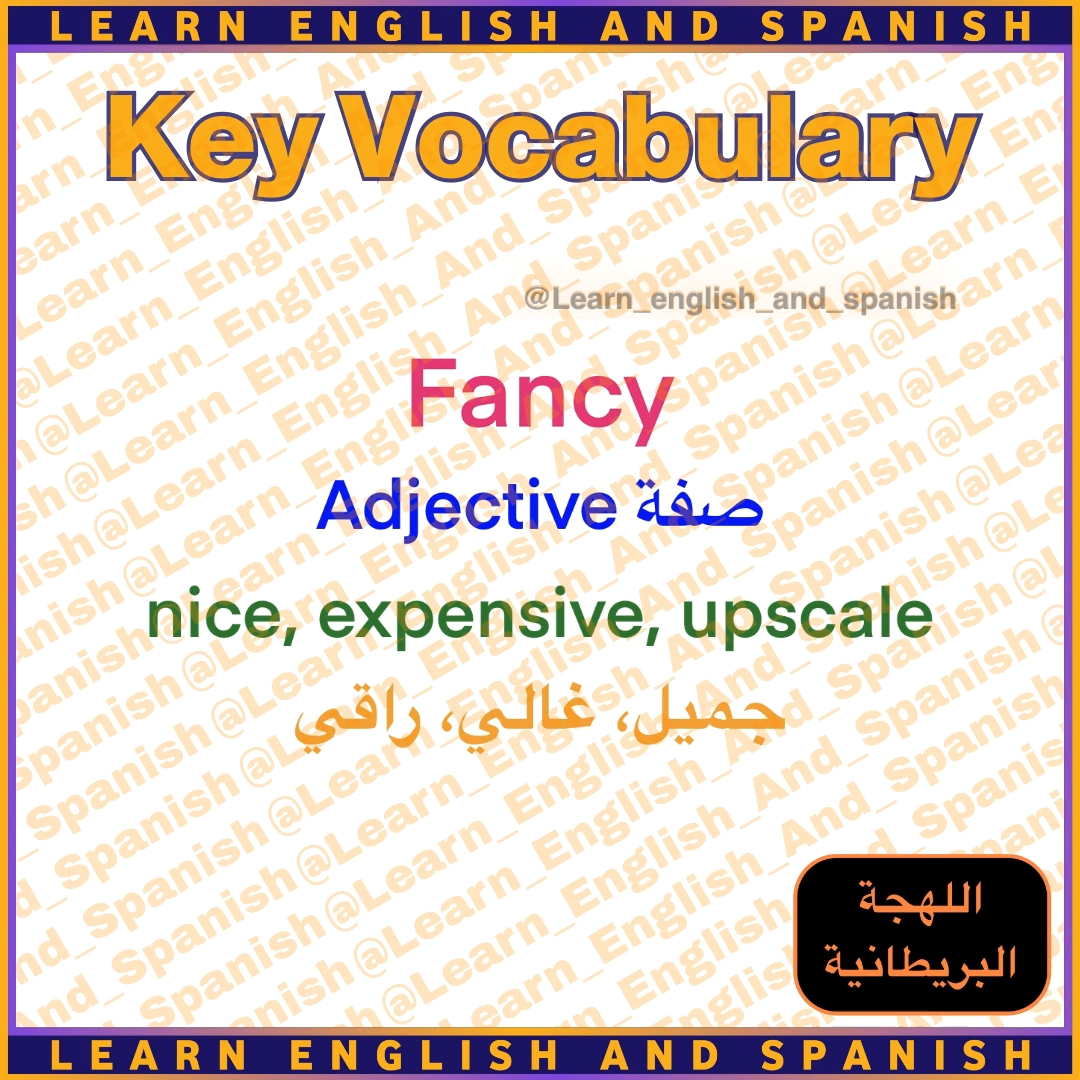 LEARN ENGLISH AND SPANISH
Key Vocabulary
@Learn_english_and_spanish
Fancy
Adjective صفة
nice, expensive, upscale
جميل، غالي، راقي
اللهجة
البريطانية
LEARN ENGLISH AND SPANISH